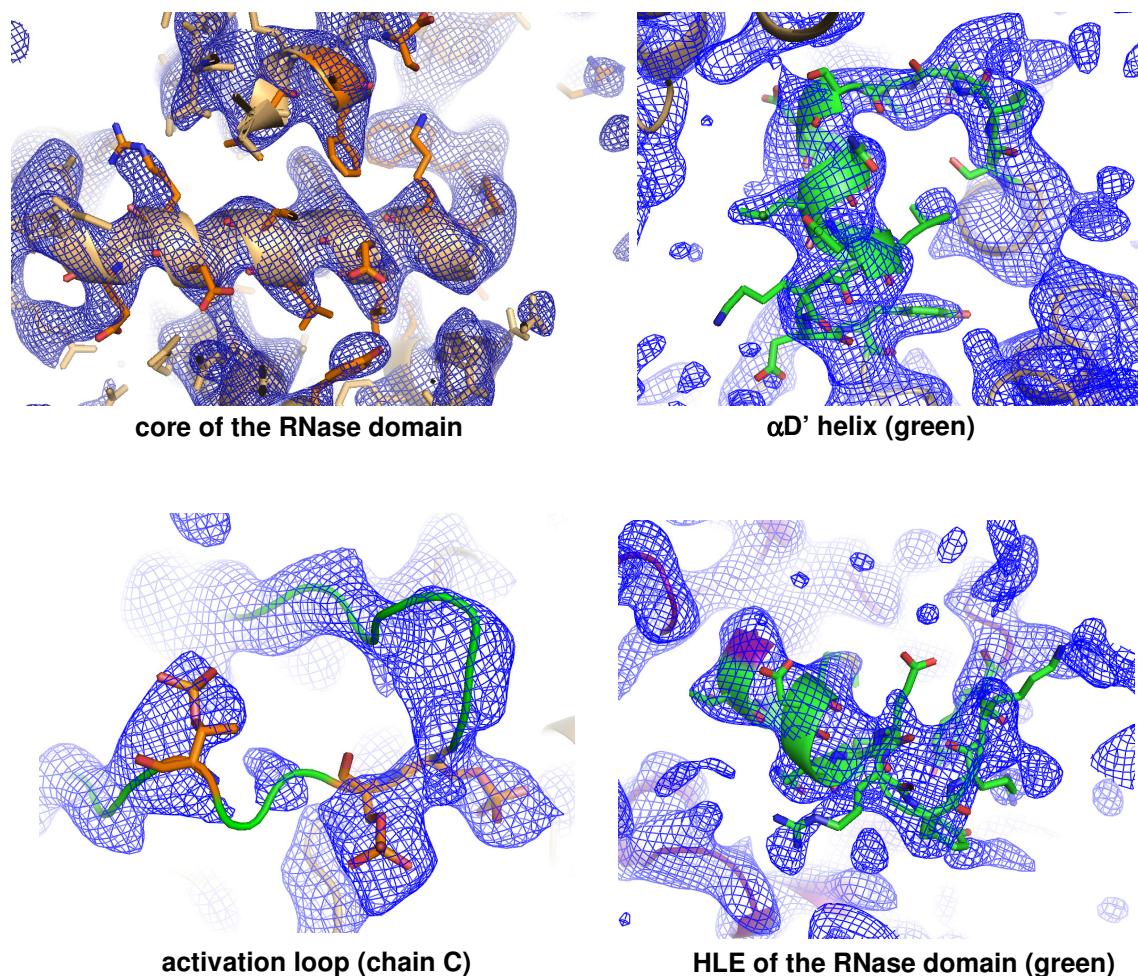 core of the RNase domain
αD’ helix (green)
activation loop (chain C)
HLE of the RNase domain (green)